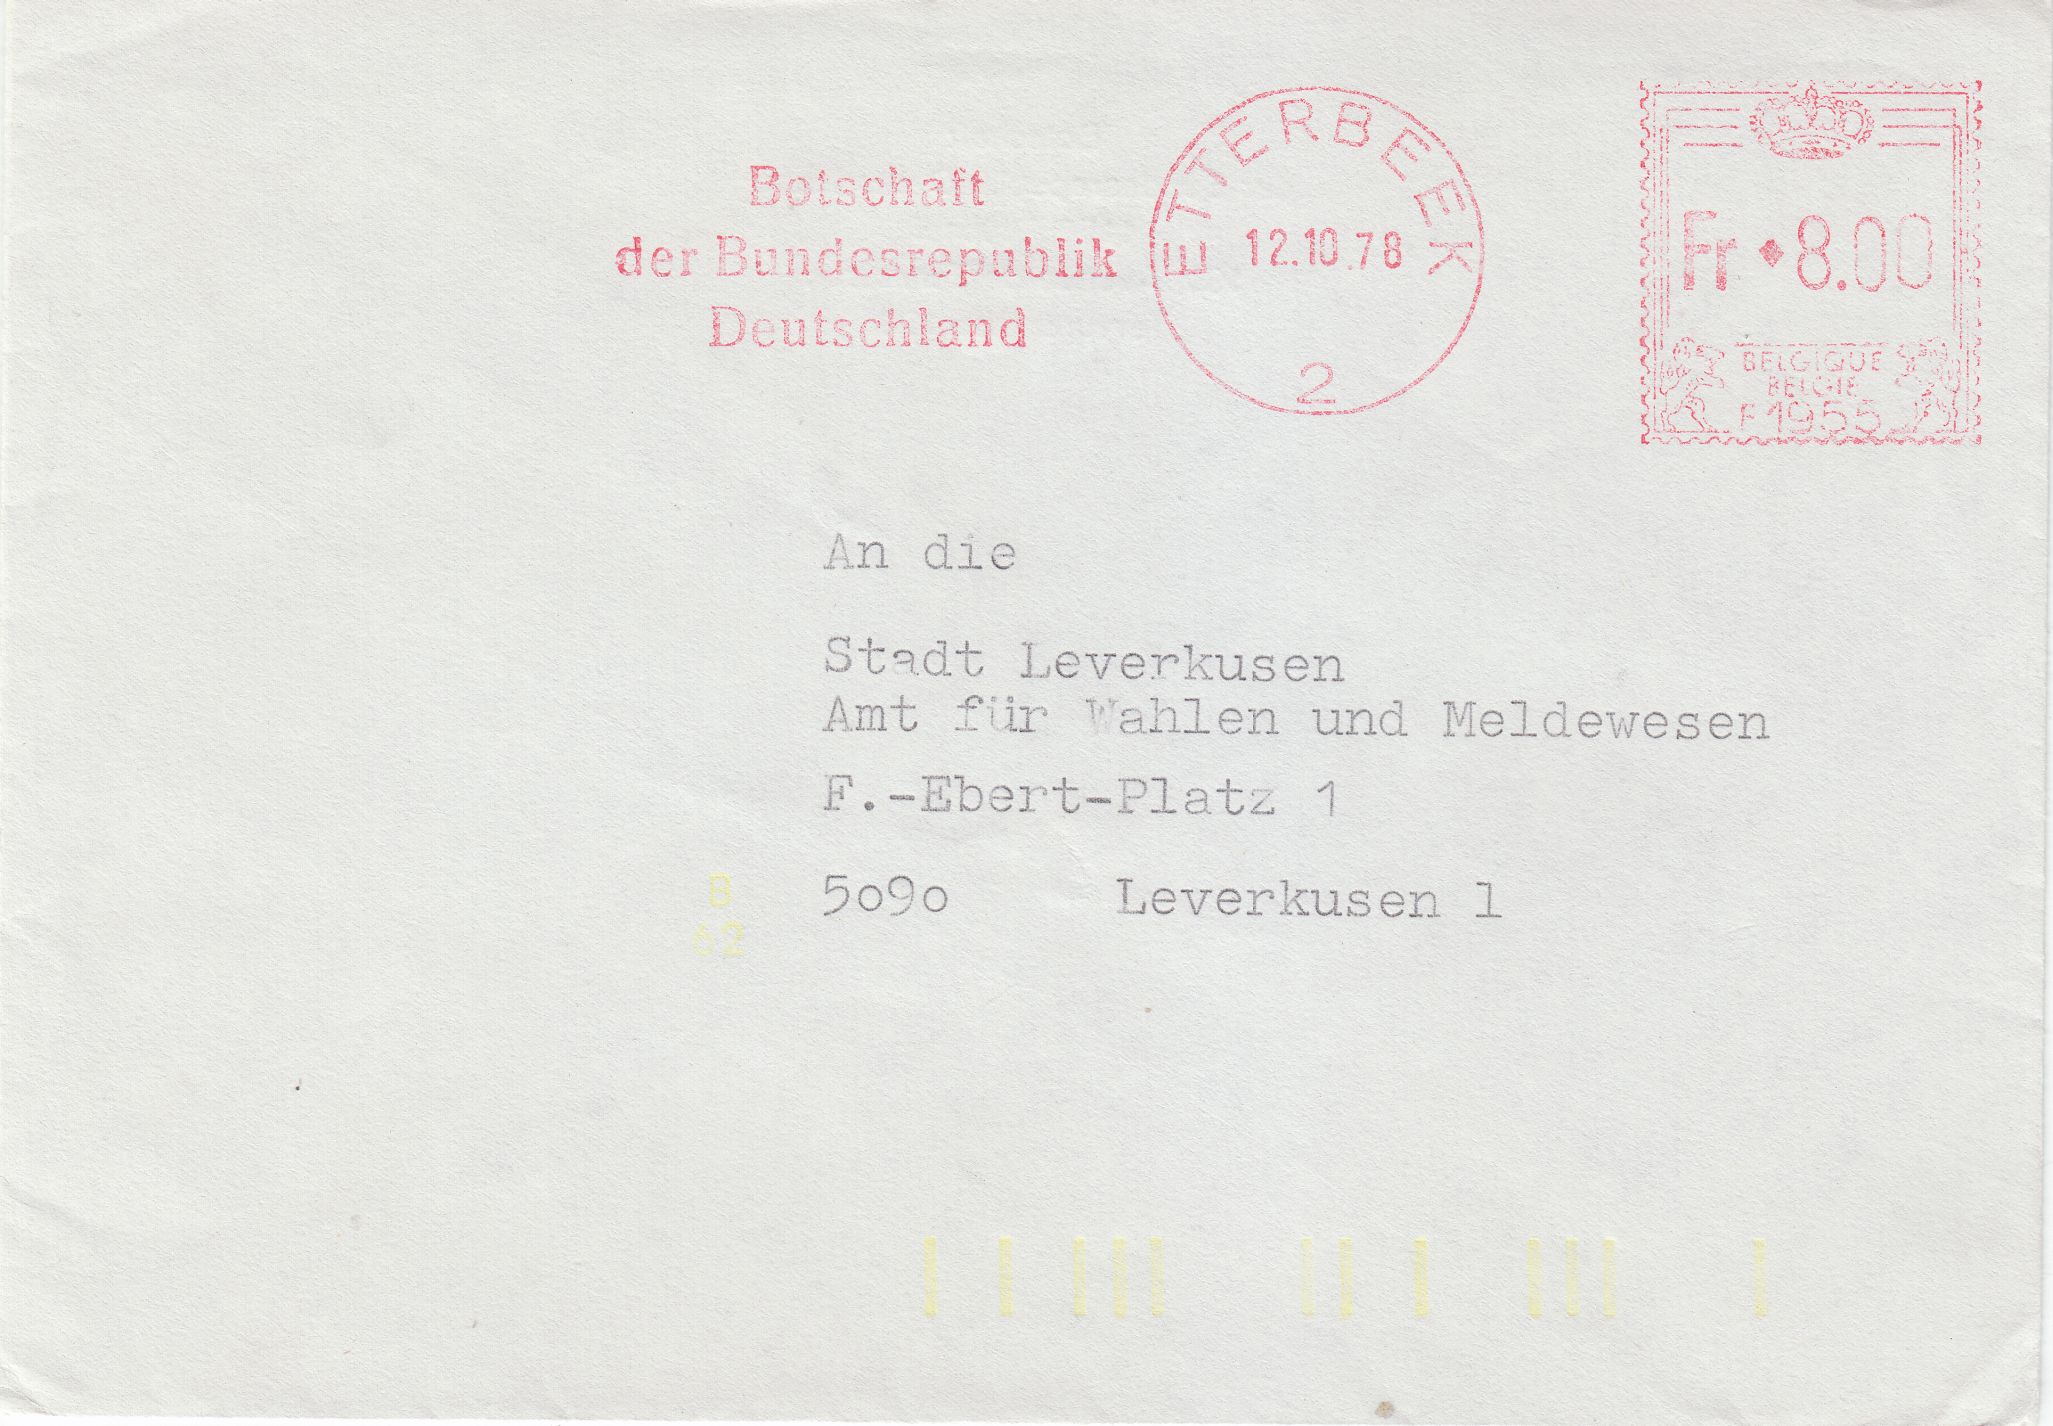 Botschaft
der Bundesrepublik
Deutschland
ETTERBEEK
12.10.78
2
Fr 8.00
BELGIQUE
BELGIE
F 1955
An die
Stadt Leverkusen
Amt für Wahlen und Meldewesen
F.-Ebert-Platz 1
5o9o Leverkusen 1
B
62